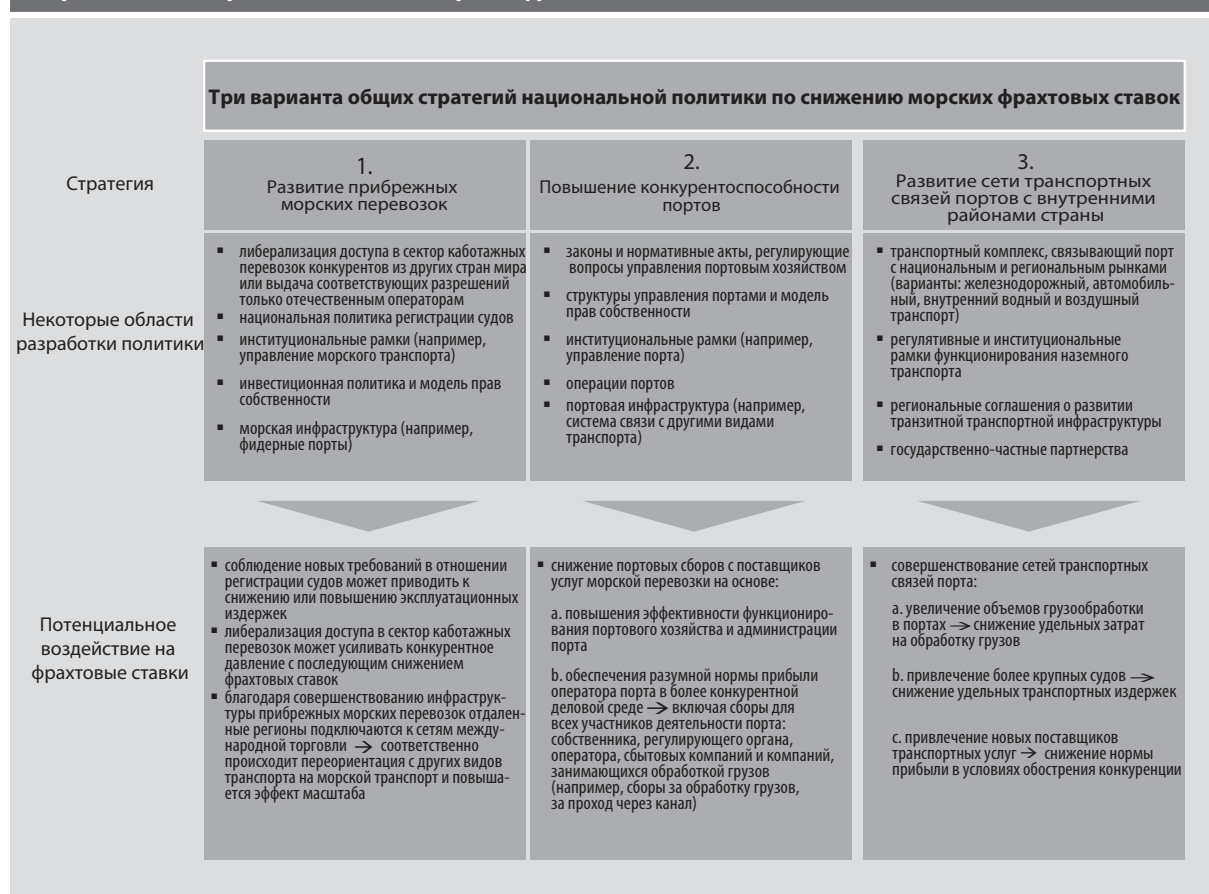 Три варианта общих стратегий национальной политики по снижению морских фрахтовых ставок
Стратегия
1.
Развитие прибрежных
морских перевозок
2.
Повышение конкурентоспособности
портов
3.
Развитие сети транспортных
связей портов с внутренними
районами страны
Некоторые области
разработки политики
▪ либерализация доступа в сектор каботажных
перевозок конкурентов из других стран мира
или выдача соответствующих разрешений
только отечественным операторам
▪ национальная политика регистрации судов
▪ институциональные рамки (например,
управление морского транспорта)
▪ инвестиционная политика и модель прав
собственности
▪ морская инфраструктура (например,
фидерные порты)
▪ законы и нормативные акты, регулирующие
вопросы управления портовым хозяйством
▪ структуры управления портами и модель
прав собственности
▪ институциональные рамки (например,
управление порта)
▪ операции портов
▪ портовая инфраструктура (например,
система связи с другими видами
транспорта)
▪ транспортный комплекс, связывающий порт
с национальным и региональным рынками
(варианты: железнодорожный, автомобиль-
ный, внутренний водный и воздушный
транспорт)
▪ регулятивные и институциональные
рамки функционирования наземного
транспорта
▪ региональные соглашения о развитии
транзитной транспортной инфраструктуры
▪ государственно-частные партнерства
Потенциальное
воздействие на
фрахтовые ставки
▪ соблюдение новых требований в отношении
регистрации судов может приводить к
снижению или повышению эксплуатационных
издержек
▪ либерализация доступа в сектор каботажных
перевозок может усиливать конкурентное
давление с последующим снижением
фрахтовых ставок
▪ благодаря совершенствованию инфраструк-
туры прибрежных морских перевозок отдален-
ные регионы подключаются к сетям между-
народной торговли → соответственно
происходит переориентация с других видов
транспорта на морской транспорт и повыша-
ется эффект масштаба
▪ снижение портовых сборов с поставщиков
услуг морской перевозки на основе:
a. повышения эффективности функциониро-
вания портового хозяйства и администрации
порта
b. обеспечения разумной нормы прибыли
оператора порта в более конкурентной
деловой среде → включая сборы для
всех участников деятельности порта:
собственника, регулирующего органа,
оператора, сбытовых компаний и компаний,
занимающихся обработкой грузов
(например, сборы за обработку грузов,
за проход через канал)
▪ совершенствование сетей транспортных
связей порта:
a. увеличение объемов грузообработки
в портах → снижение удельных затрат
на обработку грузов
b. привлечение более крупных судов →
снижение удельных транспортных издержек
c. привлечение новых поставщиков
транспортных услуг → снижение нормы
прибыли в условиях обострения конкуренции